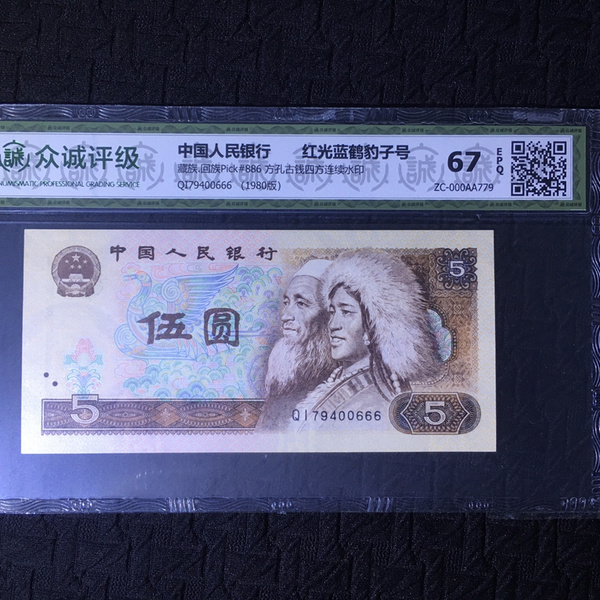 誠 众诚评级
NUMISMATIC PROFESSIONAL GRADING SERVICE
中国人民银行 红光蓝鹤豹子号
藏族.回族Pick#886 方孔古钱四方连续水印
QI79400666 (1980版)
67 EPQ
ZC-000AA779
中国人民银行
5
伍圆
QI79400666
5
5